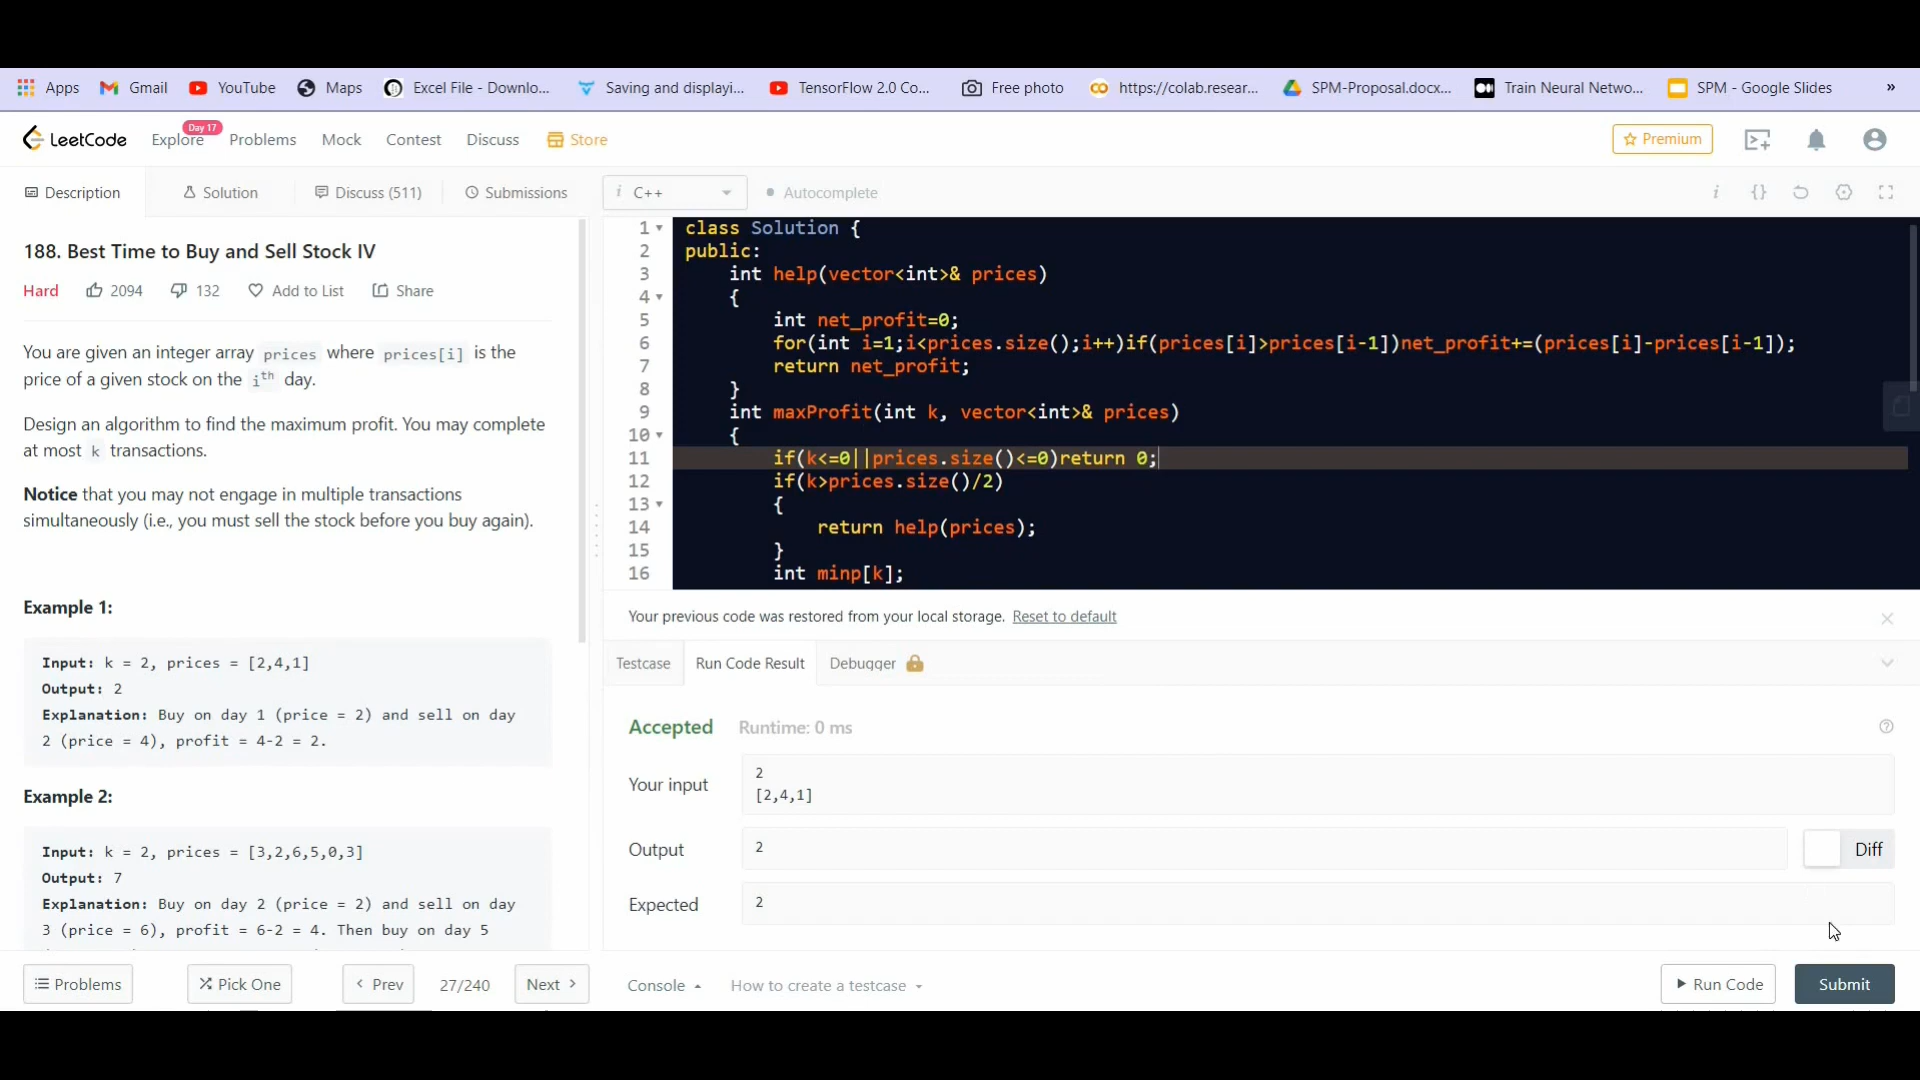 Apps Gmail YouTube Maps Excel File - Downlo... Saving and displayi... TensorFlow 2.0 Co... Free photo https://colab.resear... SPM-Proposal.docx... Train Neural Netwo... SPM - Google Slides »
LeetCode Explore Day 17 Problems Mock Contest Discuss Store Premium
Description Solution Discuss (511) Submissions i C++ Autocomplete i {}
188. Best Time to Buy and Sell Stock IV
Hard 2094 132 Add to List Share
You are given an integer array prices where prices[i] is the
price of a given stock on the ith day.
Design an algorithm to find the maximum profit. You may complete
at most k transactions.
Notice that you may not engage in multiple transactions
simultaneously (i.e., you must sell the stock before you buy again).
Example 1:
Input: k = 2, prices = [2,4,1]
Output: 2
Explanation: Buy on day 1 (price = 2) and sell on day
2 (price = 4), profit = 4-2 = 2.
Example 2:
Input: k = 2, prices = [3,2,6,5,0,3]
Output: 7
Explanation: Buy on day 2 (price = 2) and sell on day
3 (price = 6), profit = 6-2 = 4. Then buy on day 5
1 class Solution {
2 public:
3 int help(vector<int>& prices)
4 {
5 int net_profit=0;
6 for(int i=1;i<prices.size();i++)if(prices[i]>prices[i-1])net_profit+=(prices[i]-prices[i-1]);
7 return net_profit;
8 }
9 int maxProfit(int k, vector<int>& prices)
10 {
11 if(k<=0||prices.size()<=0)return 0;
12 if(k>prices.size()/2)
13 {
14 return help(prices);
15 }
16 int minp[k];
Your previous code was restored from your local storage. Reset to default
Testcase Run Code Result Debugger
Accepted Runtime: 0 ms
Your input
2
[2,4,1]
Output 2 Diff
Expected 2
Problems Pick One Prev 27/240 Next Console How to create a testcase Run Code Submit